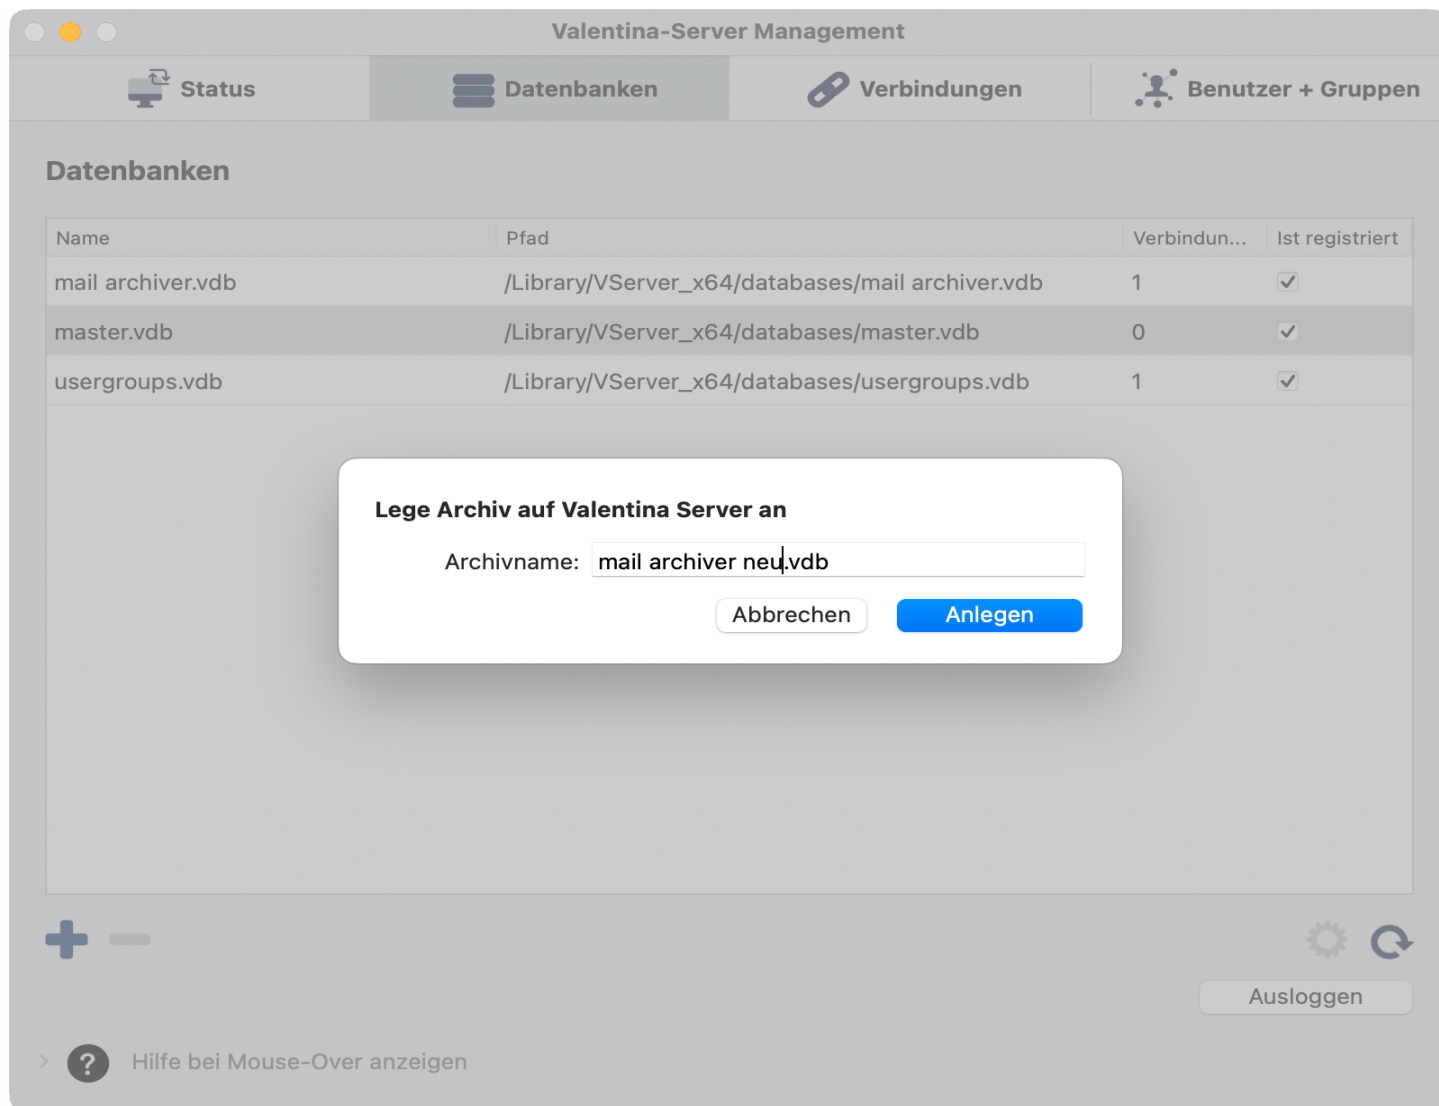 Valentina-Server Management
Status Datenbanken Verbindungen Benutzer + Gruppen
Datenbanken
Name Pfad Verbindun... Ist registriert
mail archiver.vdb /Library/VServer_x64/databases/mail archiver.vdb 1
master.vdb /Library/VServer_x64/databases/master.vdb 0
usergroups.vdb /Library/VServer_x64/databases/usergroups.vdb 1
Lege Archiv auf Valentina Server an
Archivname: mail archiver neu.vdb
Abbrechen Anlegen
Ausloggen
? Hilfe bei Mouse-Over anzeigen